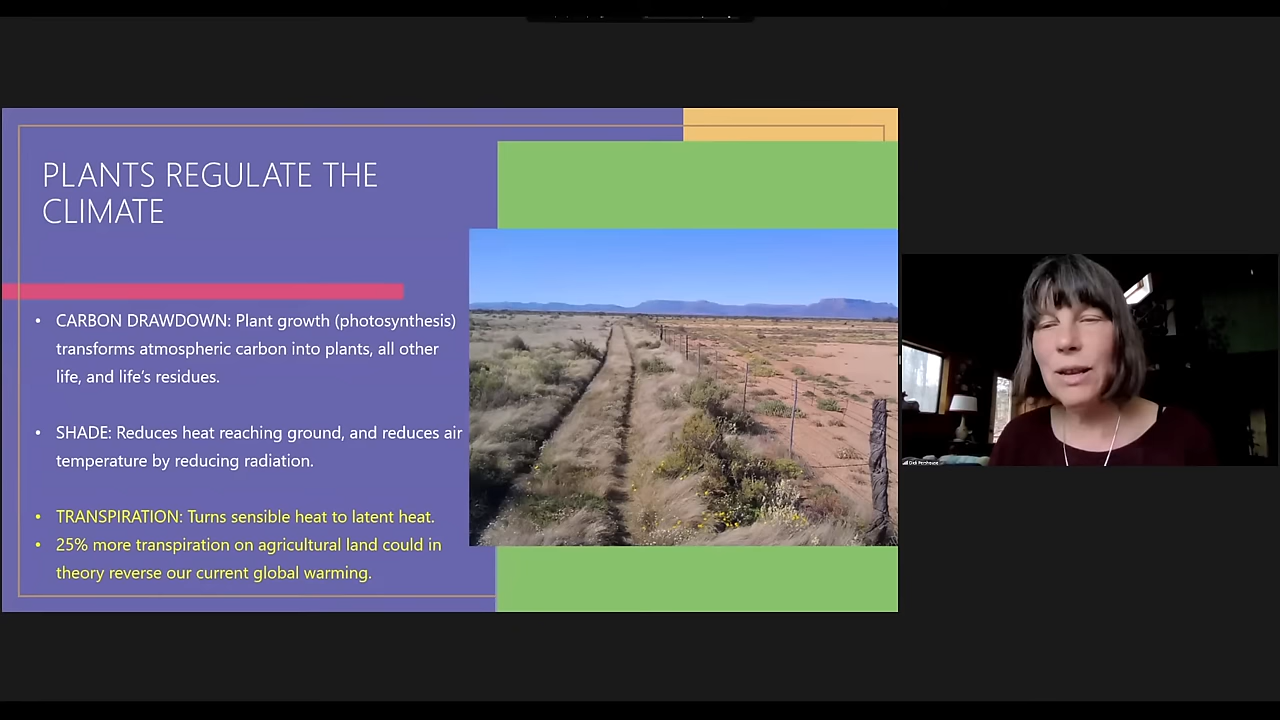 PLANTS REGULATE THE
CLIMATE
• CARBON DRAWDOWN: Plant growth (photosynthesis)
transforms atmospheric carbon into plants, all other
life, and life's residues.
• SHADE: Reduces heat reaching ground, and reduces air
temperature by reducing radiation.
• TRANSPIRATION: Turns sensible heat to latent heat.
• 25% more transpiration on agricultural land could in
theory reverse our current global warming.